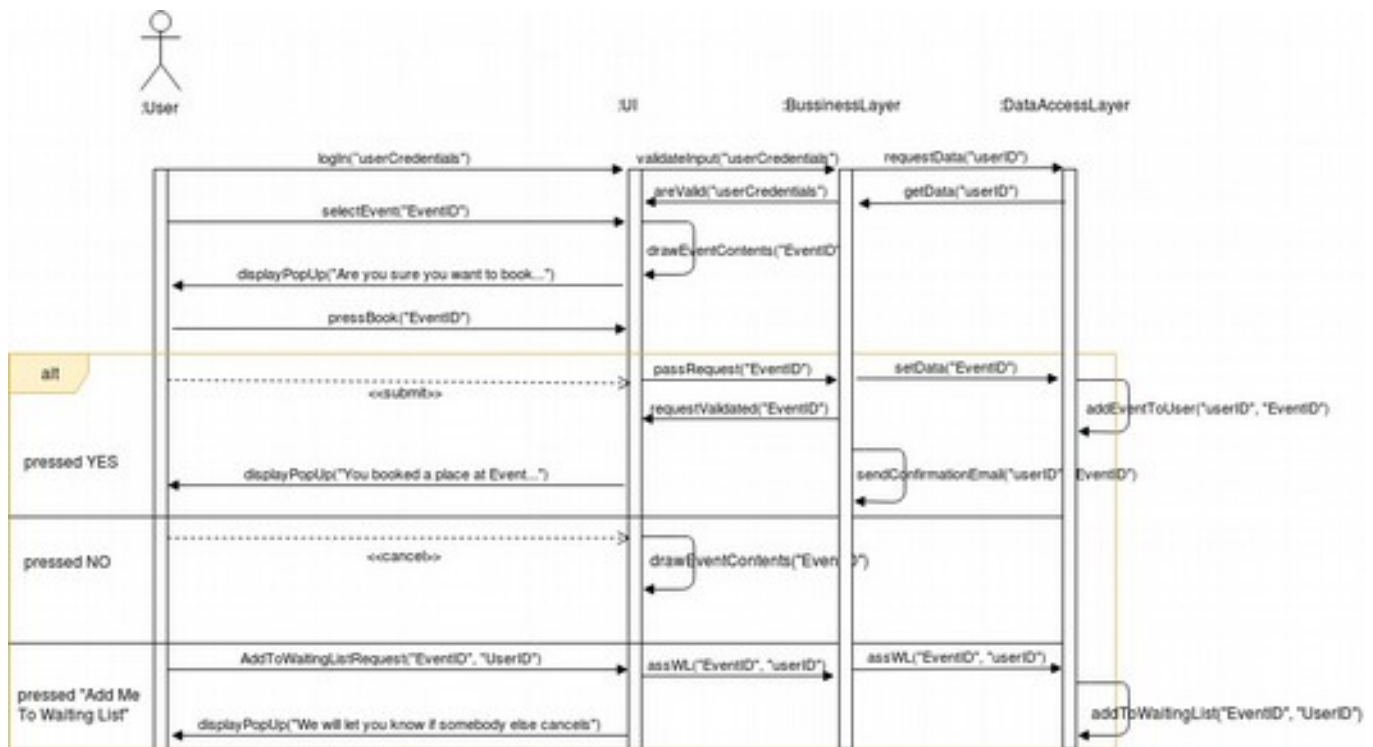 :User
:UI
:BussinessLayer
:DataAccessLayer
logIn("userCredentials")
validateInput("userCredentials")
requestData("userID")
areValid("userCredentials")
getData("userID")
selectEvent("EventID")
drawEventContents("EventID"
displayPopUp("Are you sure you want to book...")
pressBook("EventID")
alt
<<submit>>
passRequest("EventID")
setData("EventID")
requestValidated("EventID")
addEventToUser("userID", "EventID")
pressed YES
displayPopUp("You booked a place at Event...")
sendConfirmationEmail("userID" EventID")
pressed NO
<<cancel>>
drawEventContents("EventID")
AddToWaitingListRequest("EventID", "UserID")
assWL("EventID", "userID")
assWL("EventID", "userID")
pressed "Add Me
To Waiting List"
displayPopUp("We will let you know if somebody else cancels")
addToWaitingList("EventID", "UserID")